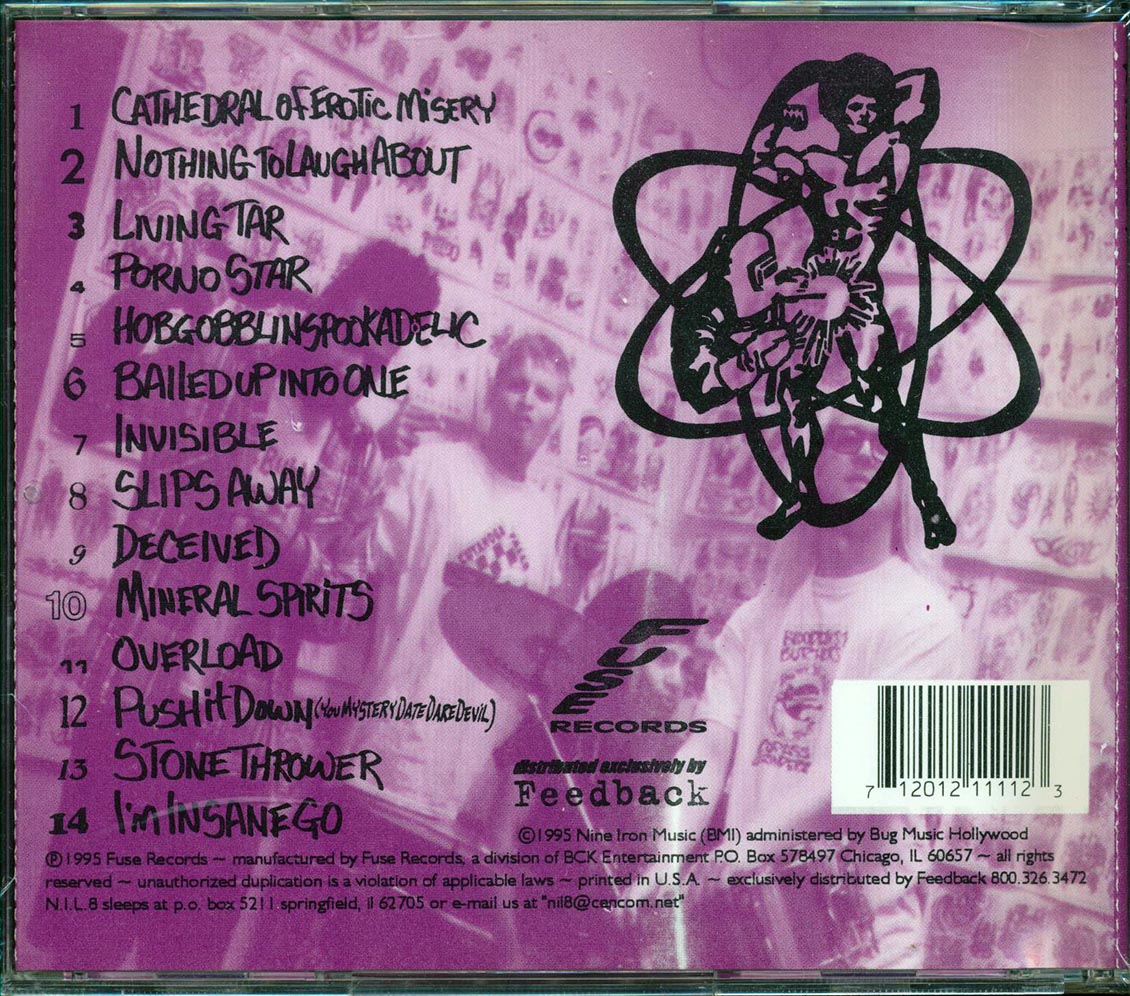 1 CATHEDRAL OF EROTIC MISERY
2 NOTHING TO LAUGH ABOUT
3 LIVING TAR
4 PORNO STAR
5 HOBGOBBLINSPOOKADELIC
6 BAILED UP INTO ONE
7 INVISIBLE
8 SLIPS AWAY
9 DECEIVED
10 MINERAL SPIRITS
11 OVERLOAD
12 PUSH it DOWN (YOU MYSTERY DATE DARE DEVIL)
13 STONE THROWER
14 I'm INSANE GO
FUSE
RECORDS
distributed exclusively by
Feedback
7 12012 11112 3
©1995 Nine Iron Music (BMI) administered by Bug Music Hollywood
℗1995 Fuse Records ~ manufactured by Fuse Records, a division of BCK Entertainment P.O. Box 578497 Chicago, IL 60657 ~ all rights
reserved ~ unauthorized duplication is a violation of applicable laws ~ printed in U.S.A. ~ exclusively distributed by Feedback 800.326.3472
N.I.L.8 sleeps at p.o. box 5211 springfield, il 62705 or e-mail us at "nil8@cencom.net"